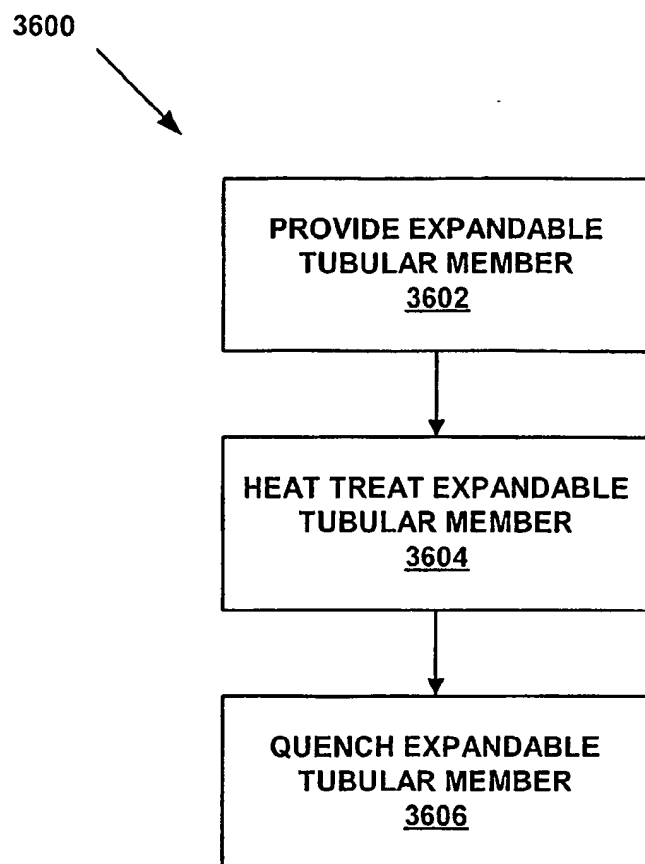 3600
PROVIDE EXPANDABLE
TUBULAR MEMBER
3602
HEAT TREAT EXPANDABLE
TUBULAR MEMBER
3604
QUENCH EXPANDABLE
TUBULAR MEMBER
3606